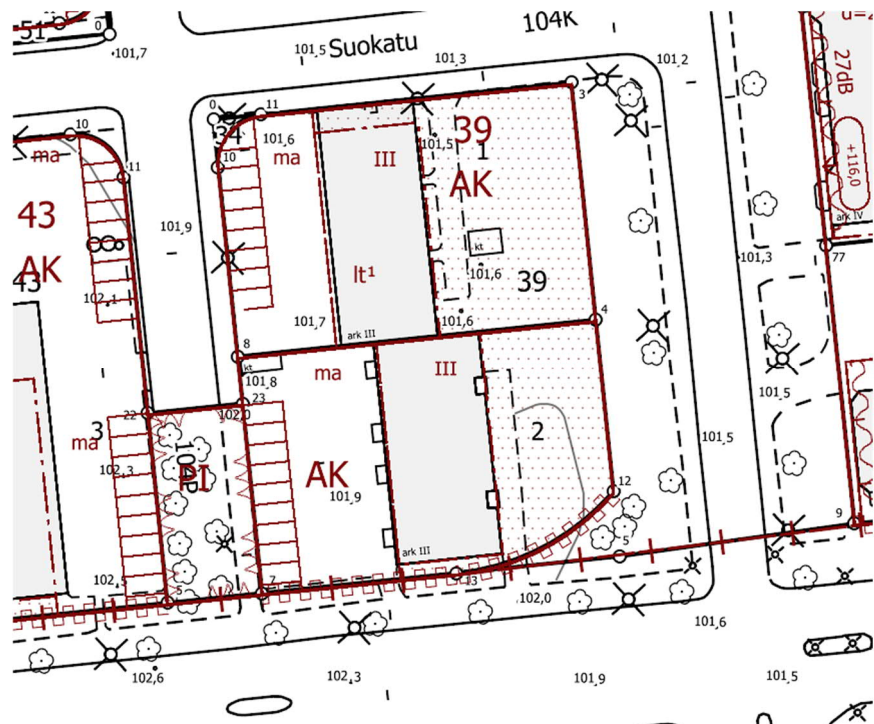 51
0
101,7
101,5
Suokatu
104K
101,3
101,2
27dB
+116,0
ark IV
77
0
11
34
10
101,6
ma
III
101,5
39
1
AK
3
10
ma
11
43
8
AK
43
102,1
101,9
kt
101,6
39
lt¹
101,3
101,7
ark III
101,6
4
8
kt
101,8
ma
III
23
22
102,0
101,5
3
ma
102,3
104P
PI
AK
101,9
2
101,5
12
9
ark III
5
102,5
5
7
13
102,0
101,6
102,6
102,3
101,9
101,5